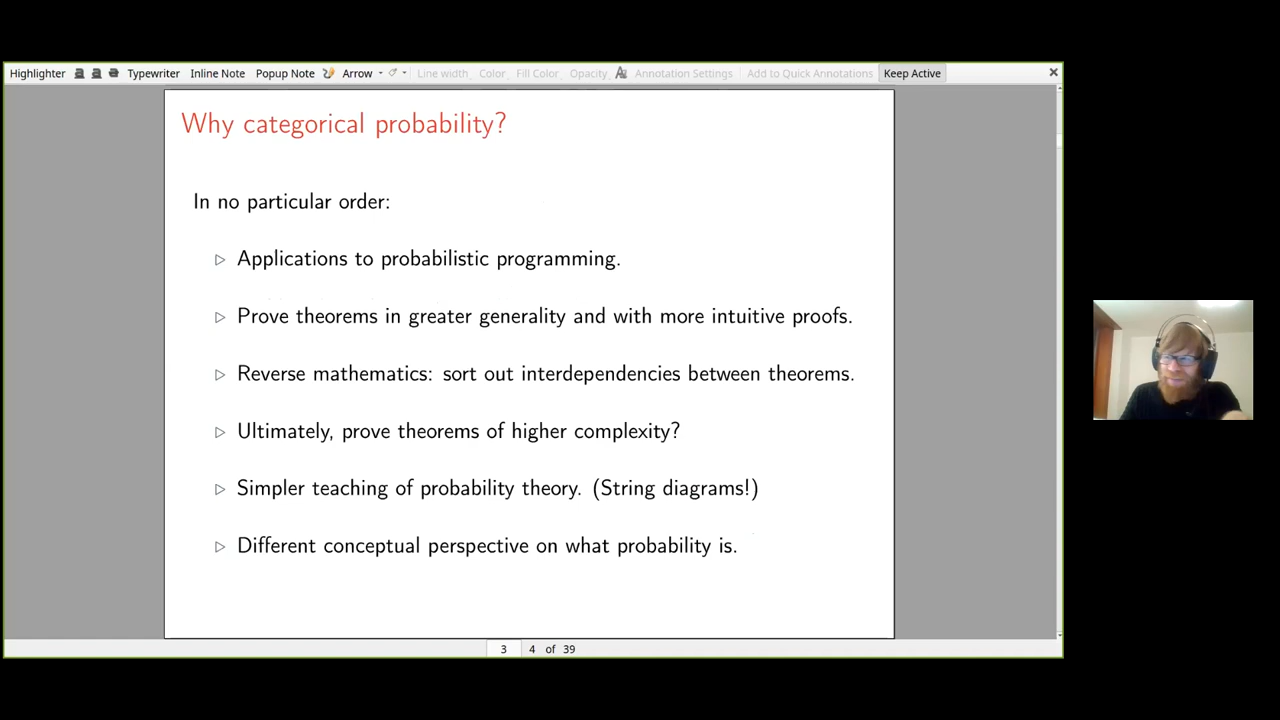 Highlighter Typewriter Inline Note Popup Note Arrow Line width Color Fill Color Opacity Annotation Settings Add to Quick Annotations Keep Active
Why categorical probability?
In no particular order:
▷ Applications to probabilistic programming.
▷ Prove theorems in greater generality and with more intuitive proofs.
▷ Reverse mathematics: sort out interdependencies between theorems.
▷ Ultimately, prove theorems of higher complexity?
▷ Simpler teaching of probability theory. (String diagrams!)
▷ Different conceptual perspective on what probability is.
3 4 of 39